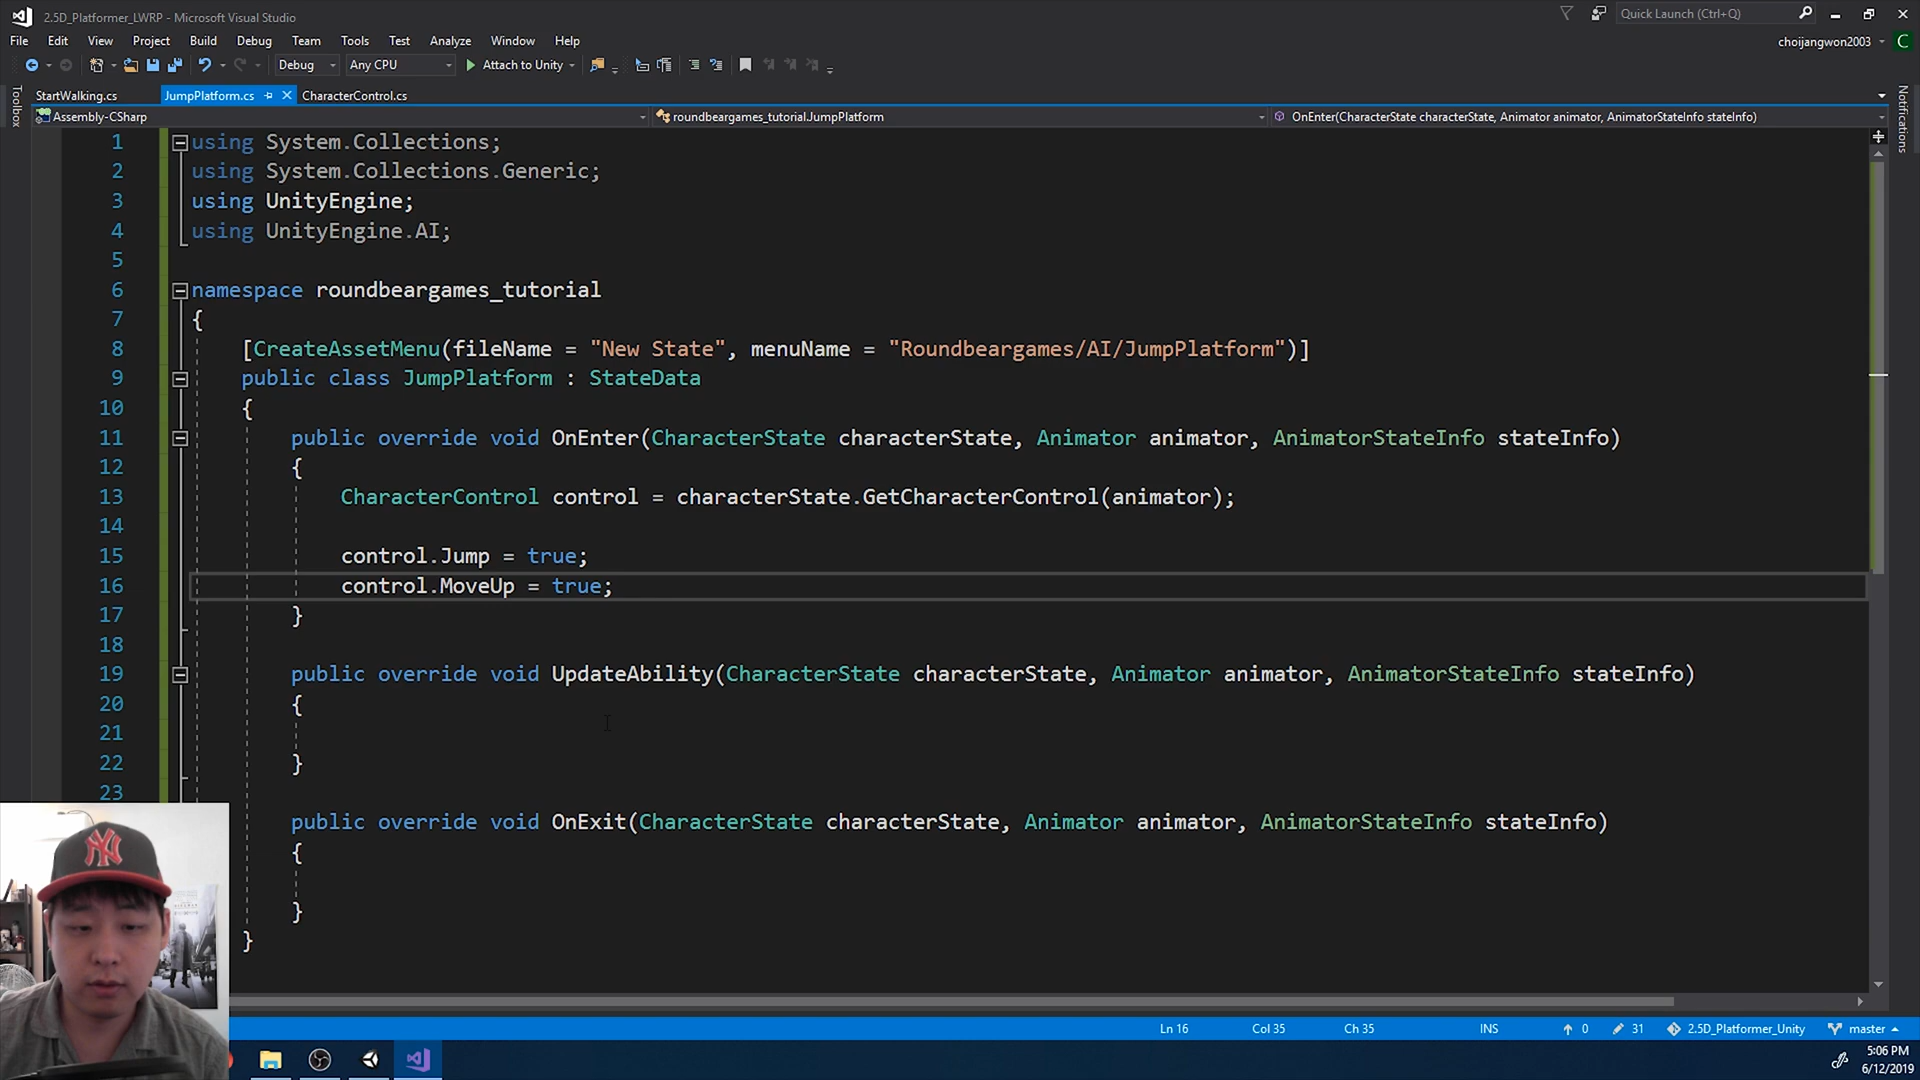 2.5D_Platformer_LWRP - Microsoft Visual Studio
Quick Launch (Ctrl+Q)
File Edit View Project Build Debug Team Tools Test Analyze Window Help
choijangwon2003 C
Debug Any CPU Attach to Unity
Toolbox
StartWalking.cs JumpPlatform.cs CharacterControl.cs
Notifications
Assembly-CSharp roundbeargames_tutorial.JumpPlatform OnEnter(CharacterState characterState, Animator animator, AnimatorStateInfo stateInfo)
1 using System.Collections;
2 using System.Collections.Generic;
3 using UnityEngine;
4 using UnityEngine.AI;
5
6 namespace roundbeargames_tutorial
7 {
8 [CreateAssetMenu(fileName = "New State", menuName = "Roundbeargames/AI/JumpPlatform")]
9 public class JumpPlatform : StateData
10 {
11 public override void OnEnter(CharacterState characterState, Animator animator, AnimatorStateInfo stateInfo)
12 {
13 CharacterControl control = characterState.GetCharacterControl(animator);
14
15 control.Jump = true;
16 control.MoveUp = true;
17 }
18
19 public override void UpdateAbility(CharacterState characterState, Animator animator, AnimatorStateInfo stateInfo)
20 {
21
22 }
23
public override void OnExit(CharacterState characterState, Animator animator, AnimatorStateInfo stateInfo)
{
}
}
NY
Ln 16 Col 35 Ch 35 INS 0 31 2.5D_Platformer_Unity master
5:06 PM
6/12/2019